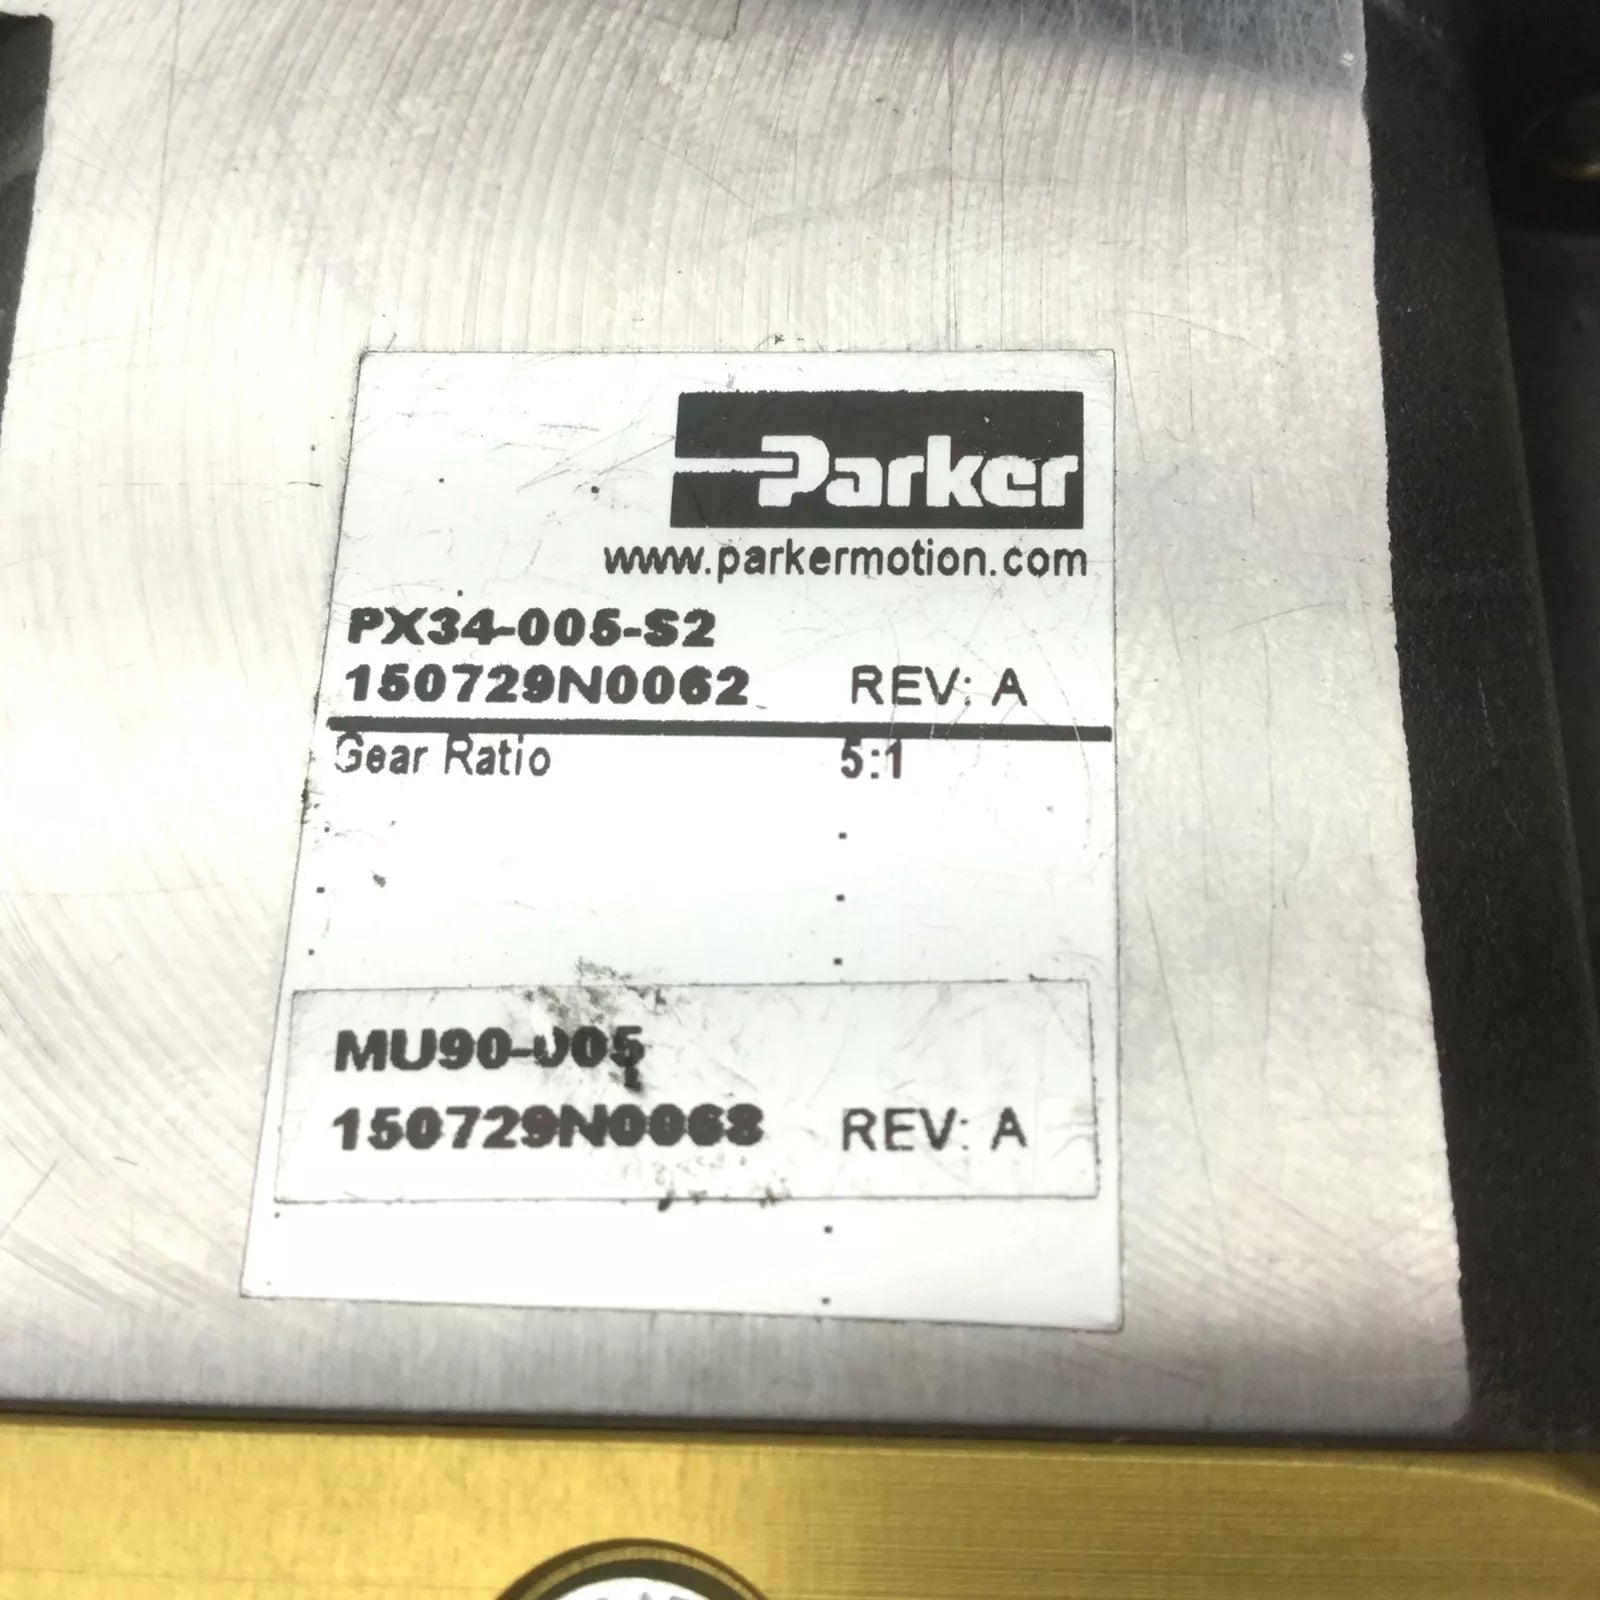 Parker
www.parkermotion.com
PX34-005-S2
150729N0062 REV: A
Gear Ratio 5:1
MU90-005
150729N0068 REV: A